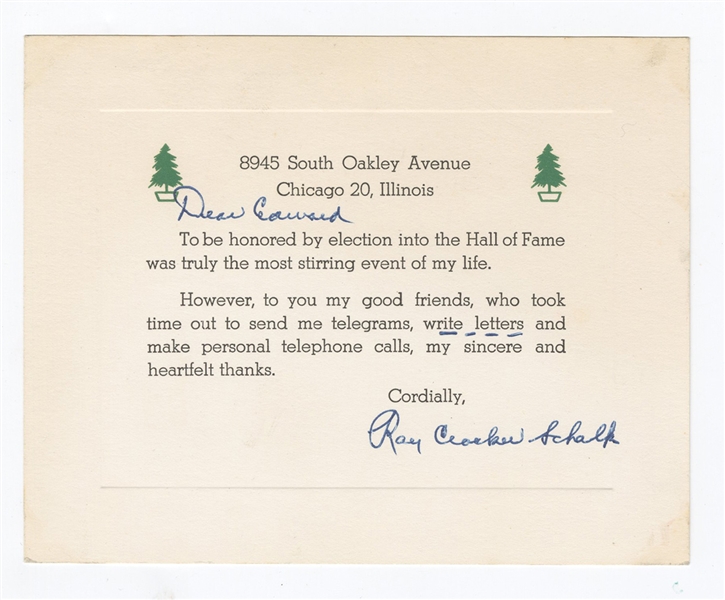 8945 South Oakley Avenue
Chicago 20, Illinois
Dear Edward
To be honored by election into the Hall of Fame
was truly the most stirring event of my life.
However, to you my good friends, who took
time out to send me telegrams, write letters and
make personal telephone calls, my sincere and
heartfelt thanks.
Cordially,
Ray Cracker Schalk